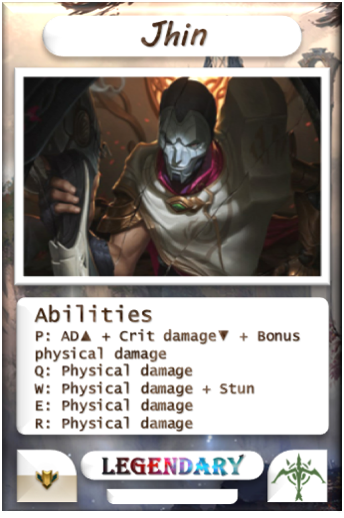 Jhin
Abilities
P: AD▲ + Crit damage▼ + Bonus
physical damage
Q: Physical damage
W: Physical damage + Stun
E: Physical damage
R: Physical damage
LEGENDARY